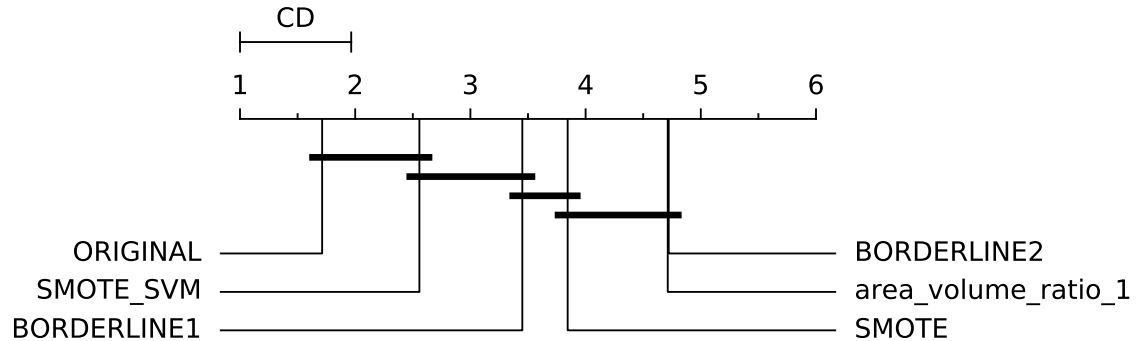 CD
1 2 3 4 5 6
ORIGINAL
BORDERLINE2
SMOTE_SVM
area_volume_ratio_1
BORDERLINE1
SMOTE